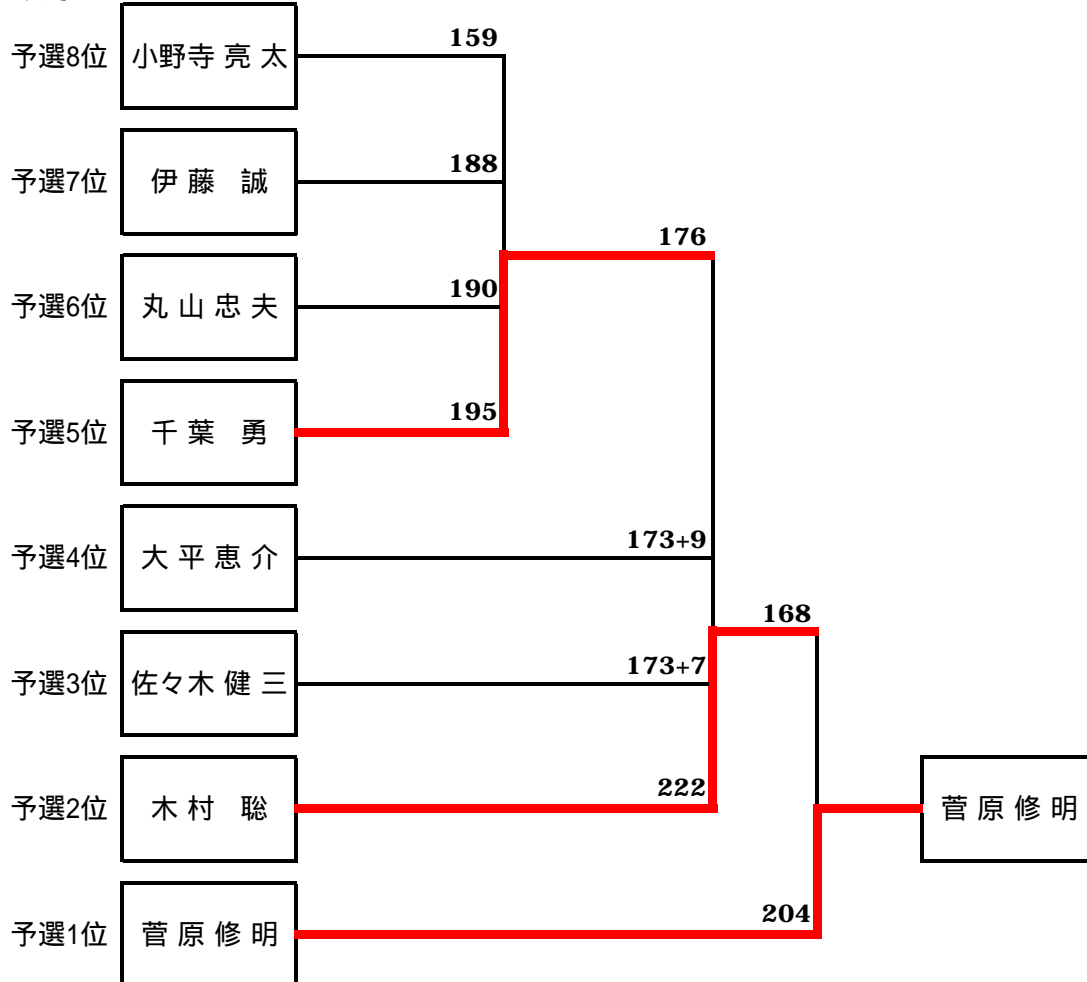 159
予選8位 小野寺 亮 太
188
予選7位 伊 藤 誠
176
190
予選6位 丸 山 忠 夫
195
予選5位 千 葉 勇
173+9
予選4位 大 平 恵 介
168
173+7
予選3位 佐々木 健 三
222
予選2位 木 村 聡
菅 原 修 明
204
予選1位 菅 原 修 明